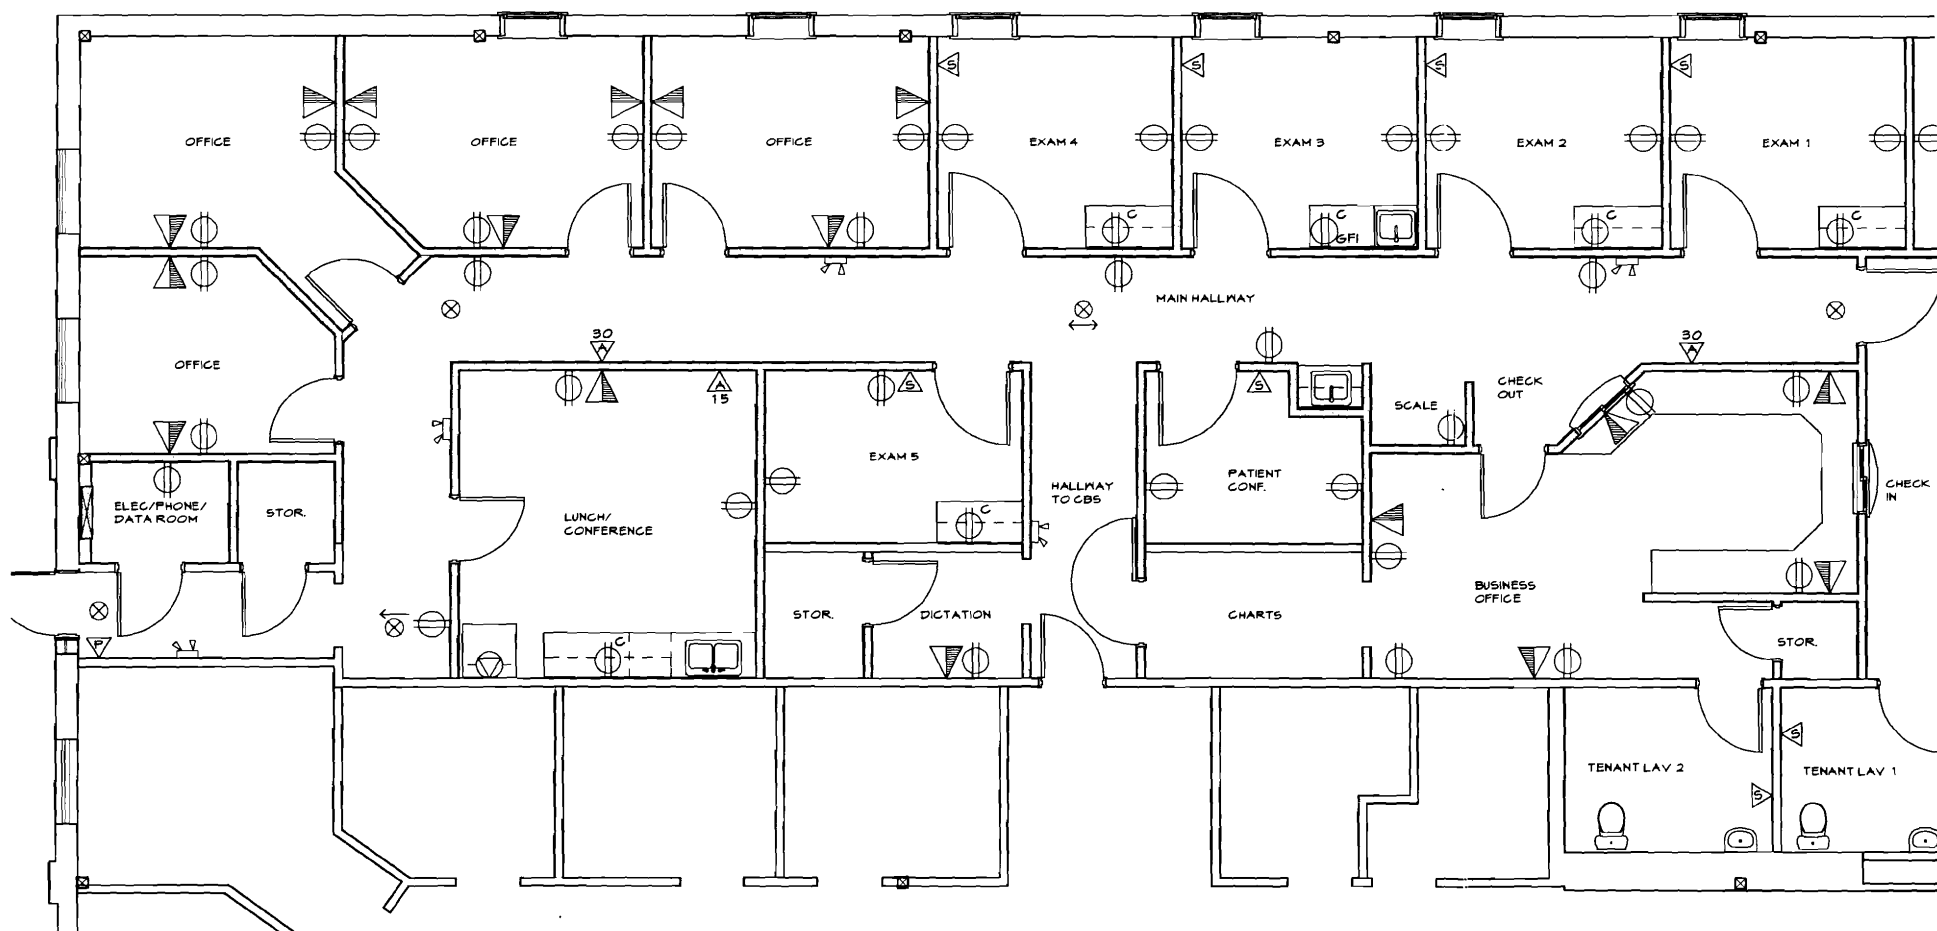 S
S
S
S
OFFICE
OFFICE
OFFICE
EXAM 4
EXAM 3
EXAM 2
EXAM 1
C
C
GFI
C
C
MAIN HALLWAY
30
A
30
A
OFFICE
A
15
S
S
SCALE
CHECK
OUT
EXAM 5
PATIENT
CONF.
HALLWAY
TO CBS
CHECK
IN
ELEC/PHONE/
DATA ROOM
STOR.
LUNCH/
CONFERENCE
C
BUSINESS
OFFICE
STOR.
DICTATION
CHARTS
P
C
STOR.
S
TENANT LAV 2
TENANT LAV 1
S